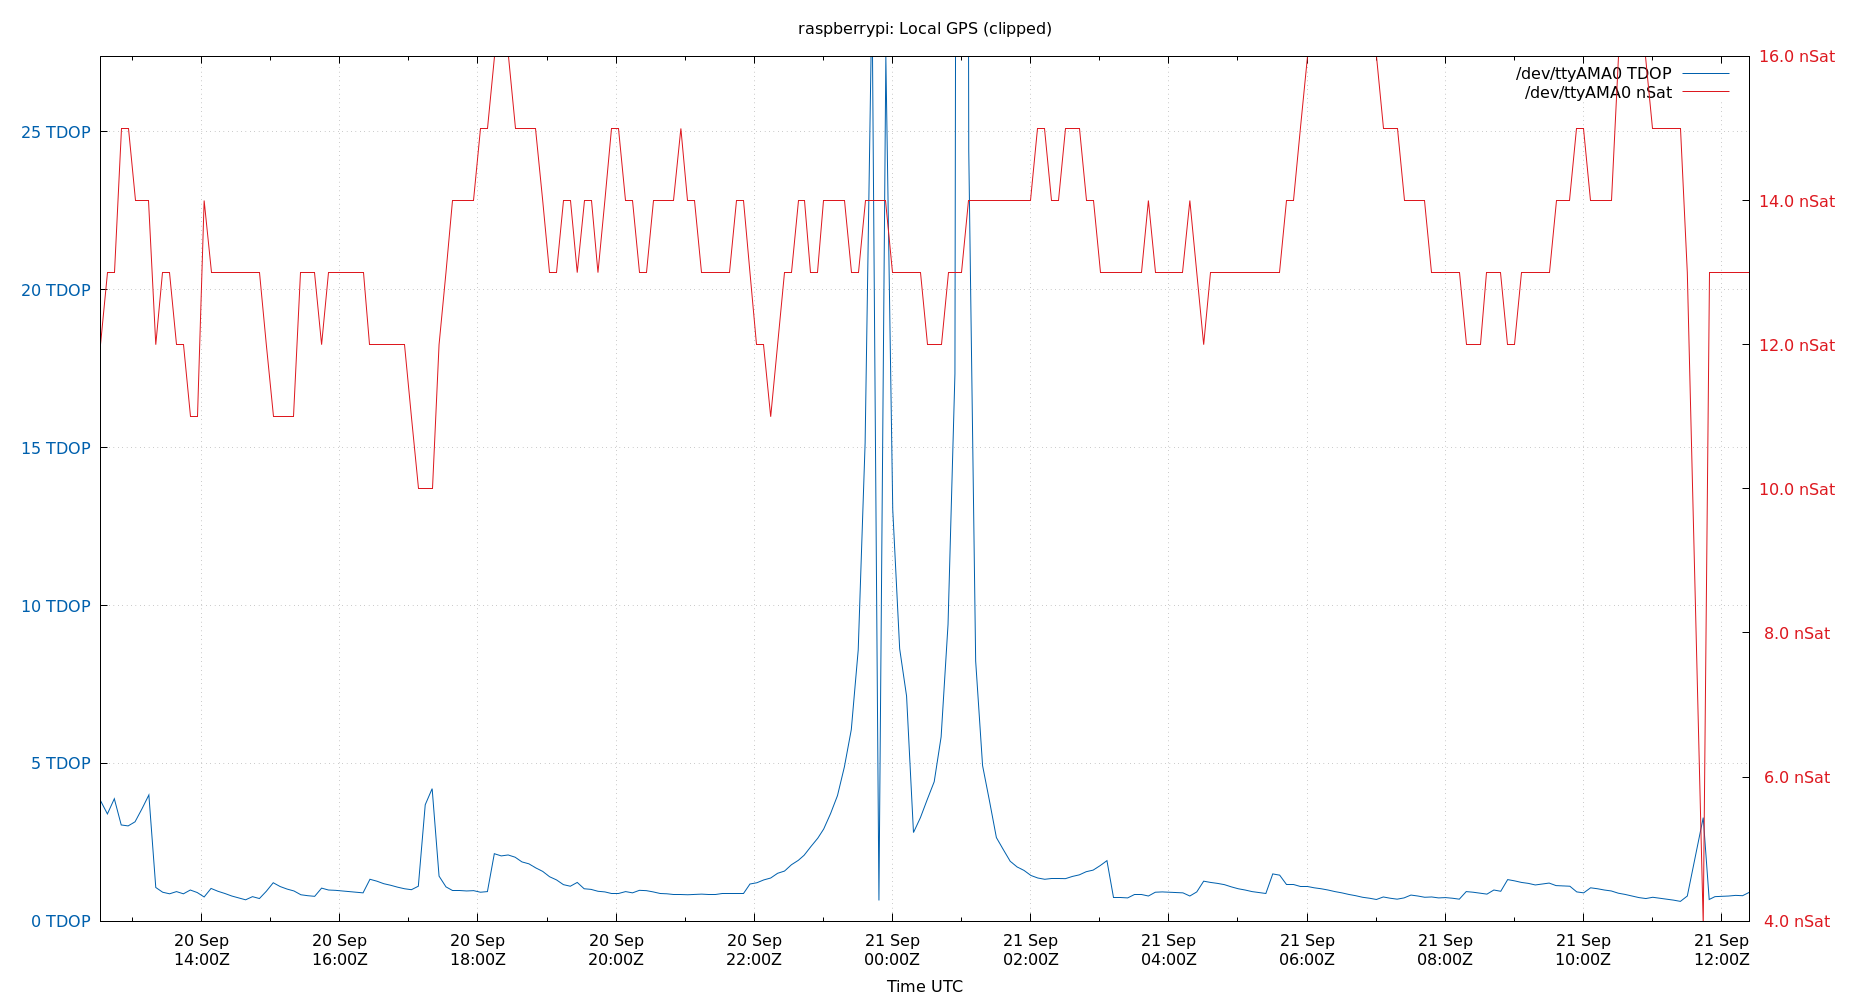 raspberrypi: Local GPS (clipped)
/dev/ttyAMA0 TDOP
/dev/ttyAMA0 nSat
25 TDOP
20 TDOP
15 TDOP
10 TDOP
5 TDOP
0 TDOP
16.0 nSat
14.0 nSat
12.0 nSat
10.0 nSat
8.0 nSat
6.0 nSat
4.0 nSat
20 Sep
14:00Z
20 Sep
16:00Z
20 Sep
18:00Z
20 Sep
20:00Z
20 Sep
22:00Z
21 Sep
00:00Z
21 Sep
02:00Z
21 Sep
04:00Z
21 Sep
06:00Z
21 Sep
08:00Z
21 Sep
10:00Z
21 Sep
12:00Z
Time UTC